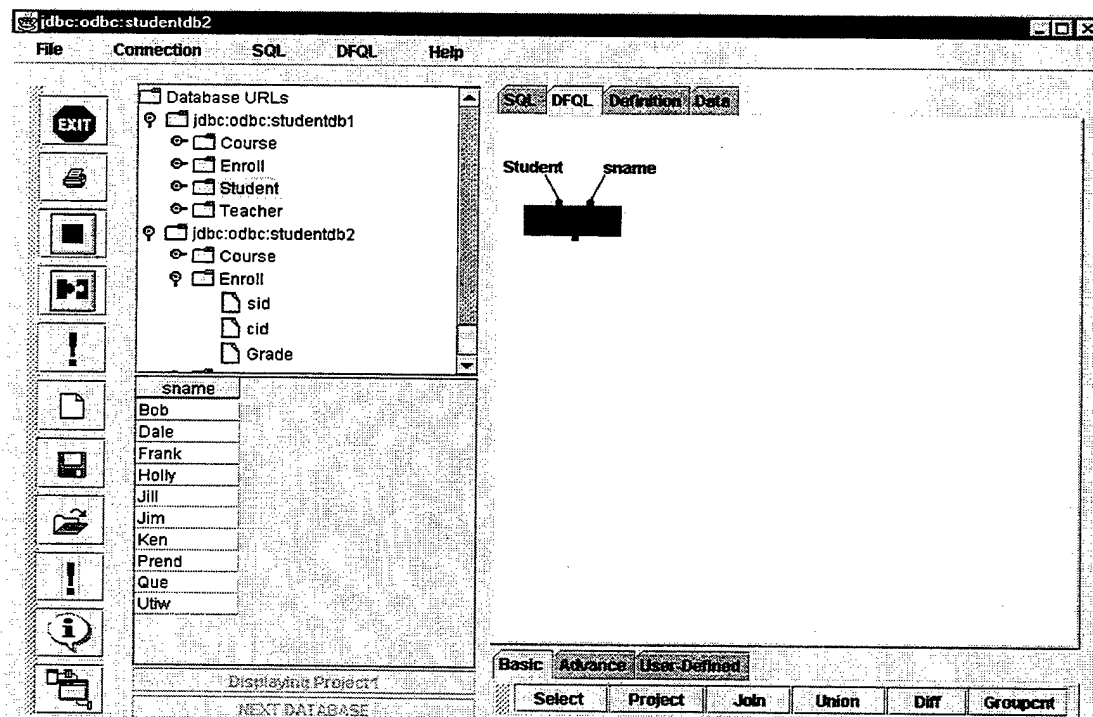 jdbc:odbc:studentdb2
File Connection SQL DFQL Help
EXIT
Database URLs
jdbc:odbc:studentdb1
Course
Enroll
Student
Teacher
jdbc:odbc:studentdb2
Course
Enroll
sid
cid
Grade
sname
Bob
Dale
Frank
Holly
Jill
Jim
Ken
Prend
Que
Utiw
Displaying Project1
NEXT DATABASE
SQL DFQL Definition Data
Student sname
Basic Advance User-Defined
Select Project Join Union Diff Groupcnt